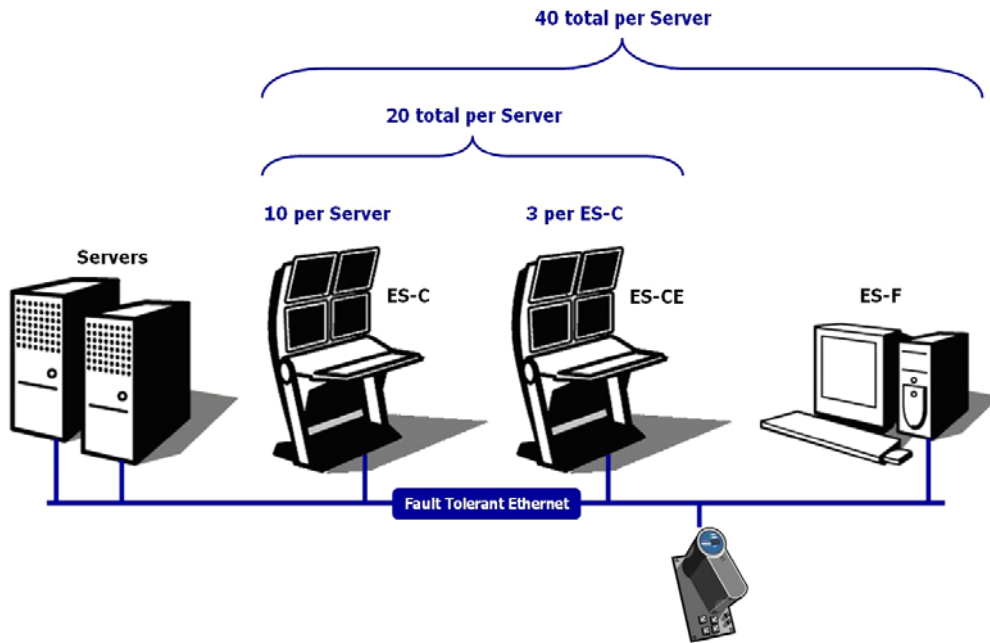 40 total per Server
20 total per Server
10 per Server
3 per ES-C
Servers
ES-C
ES-CE
ES-F
Fault Tolerant Ethernet